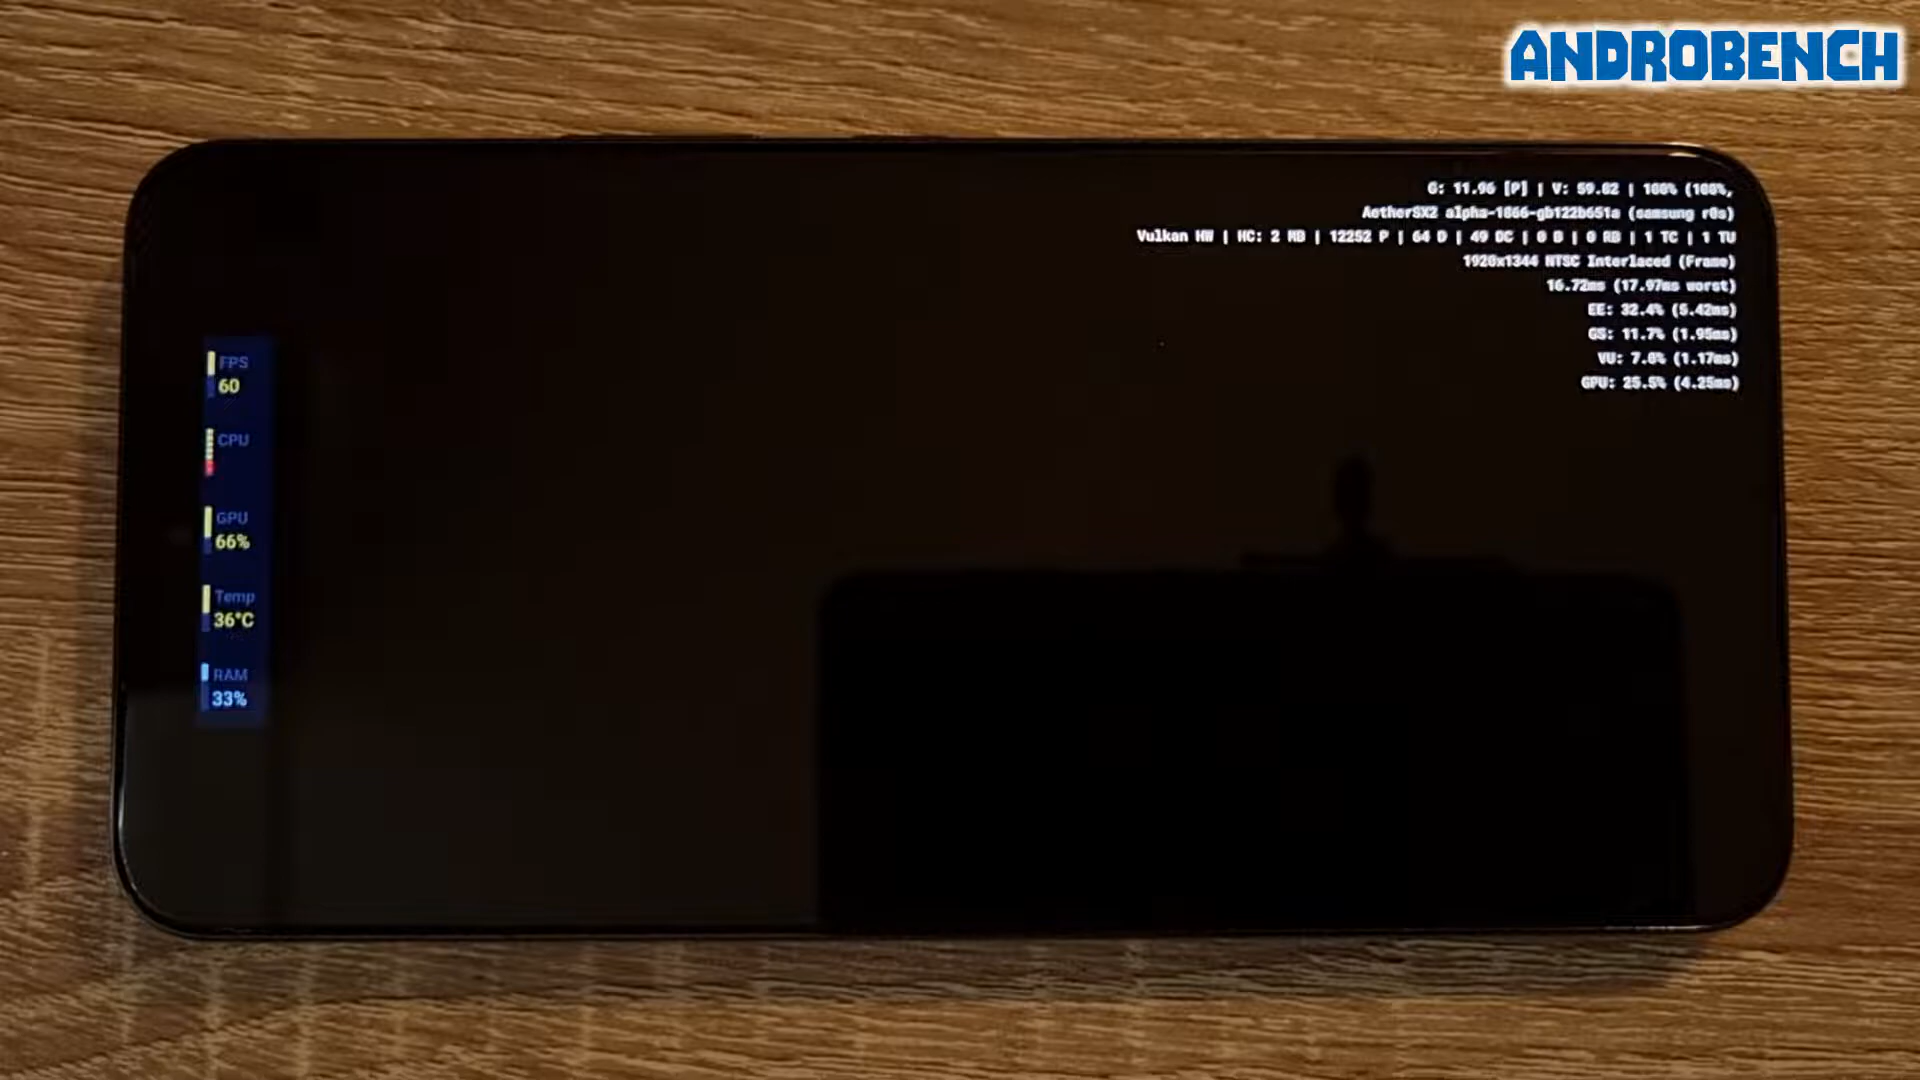 ANDROBENCH
G: 11.96 [P] | V: 59.82 | 100% (100%,
AetherSX2 alpha-1866-gb122b651a (samsung r0s)
Vulkan HW | HC: 2 MB | 12252 P | 64 D | 49 DC | 0 B | 0 RB | 1 TC | 1 TU
1920x1344 NTSC Interlaced (Frame)
16.72ms (17.97ms worst)
EE: 32.4% (5.42ms)
GS: 11.7% (1.95ms)
VU: 7.0% (1.17ms)
GPU: 25.5% (4.25ms)
FPS
60
CPU
GPU
66%
Temp
36°C
RAM
33%